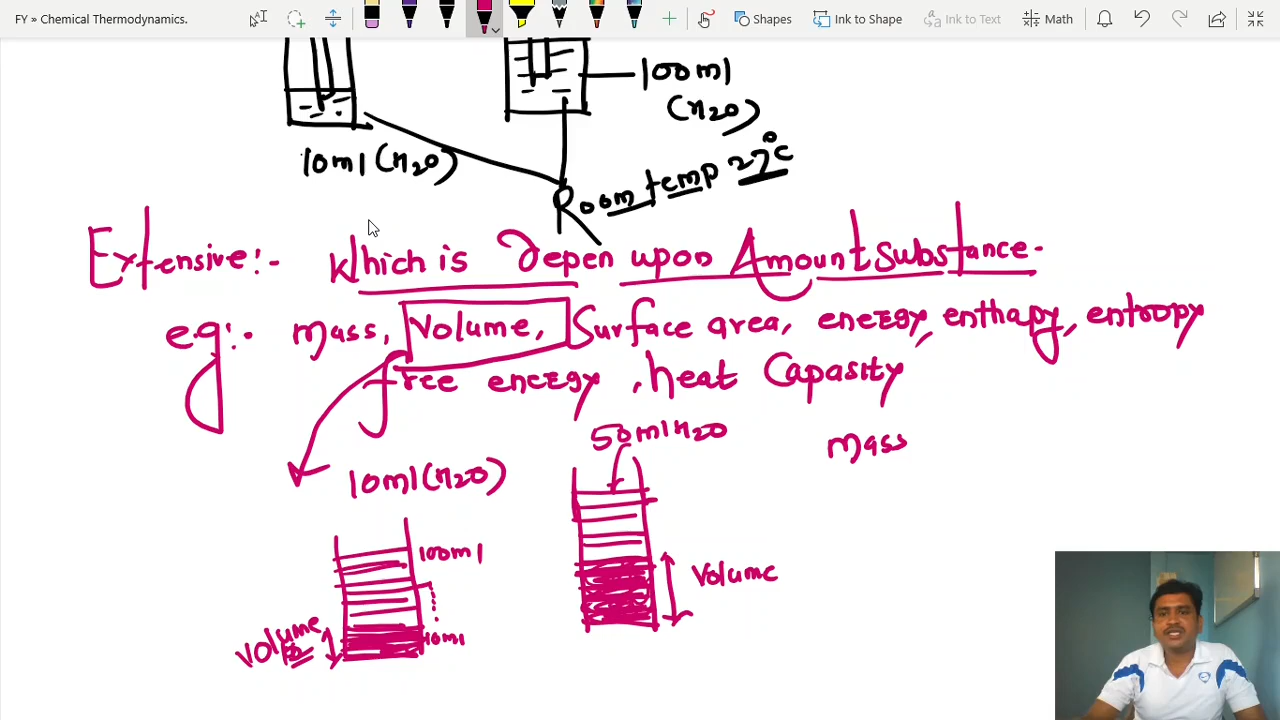 FY » Chemical Thermodynamics.
Shapes
Ink to Shape
Ink to Text
Math
100ml
(H2O)
10ml (H2O)
Room temp 27°C
Extensive:- Which is Depen upon Amount Substance.
e.g:- mass, Volume, Surface area, energy, enthapy, entropy
free energy, heat Capasity
50ml H2O
mass
10ml (H2O)
100ml
Volume
Volume
10ml